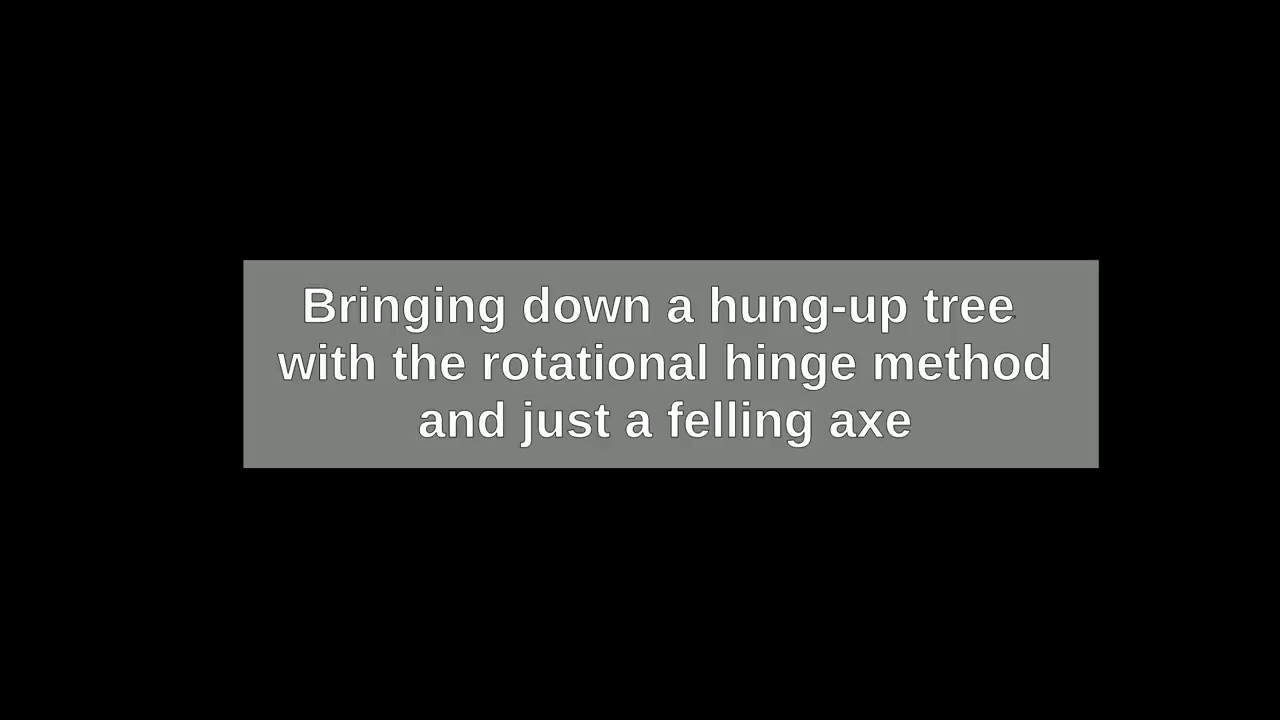 Bringing down a hung-up tree
with the rotational hinge method
and just a felling axe